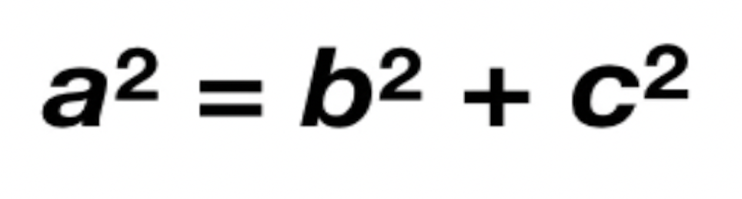 a² = b² + c²